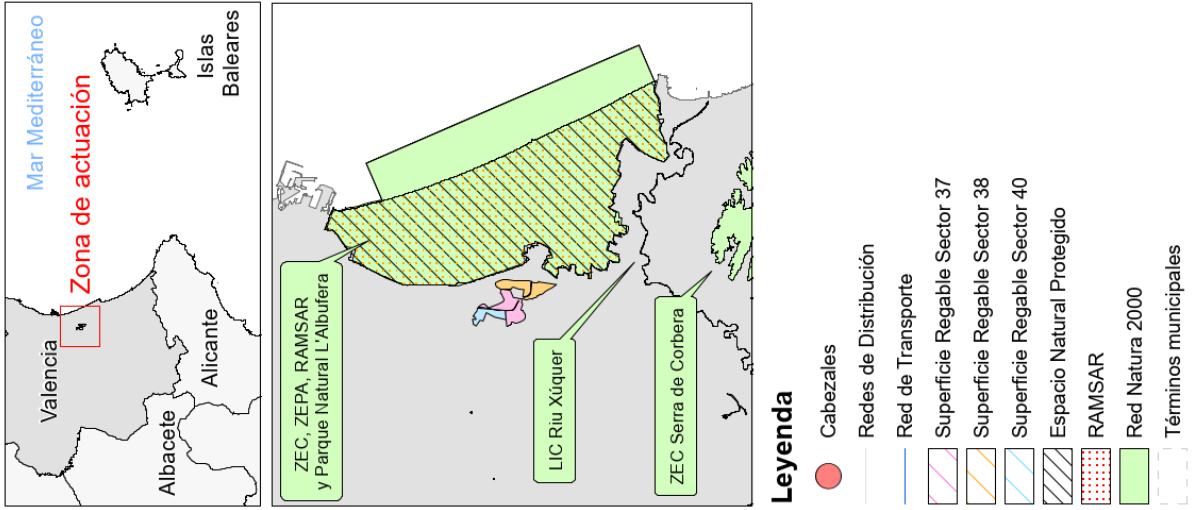 Mar Mediterráneo
Zona de actuación
Valencia
Islas
Baleares
Albacete
Alicante
ZEC, ZEPA, RAMSAR
y Parque Natural L'Albufera
LIC Riu Xúquer
ZEC Serra de Corbera
Leyenda
Cabezales
Redes de Distribución
Red de Transporte
Superficie Regable Sector 37
Superficie Regable Sector 38
Superficie Regable Sector 40
Espacio Natural Protegido
RAMSAR
Red Natura 2000
Términos municipales